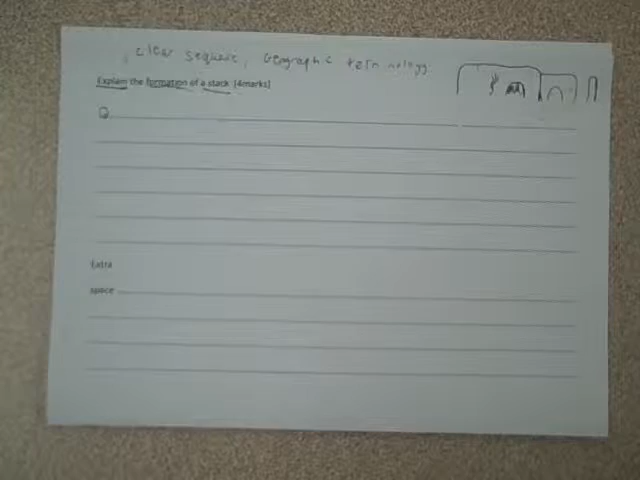 , clear sequence, Geographic terminology
Explain the formation of a stack [4marks]
Extra
space